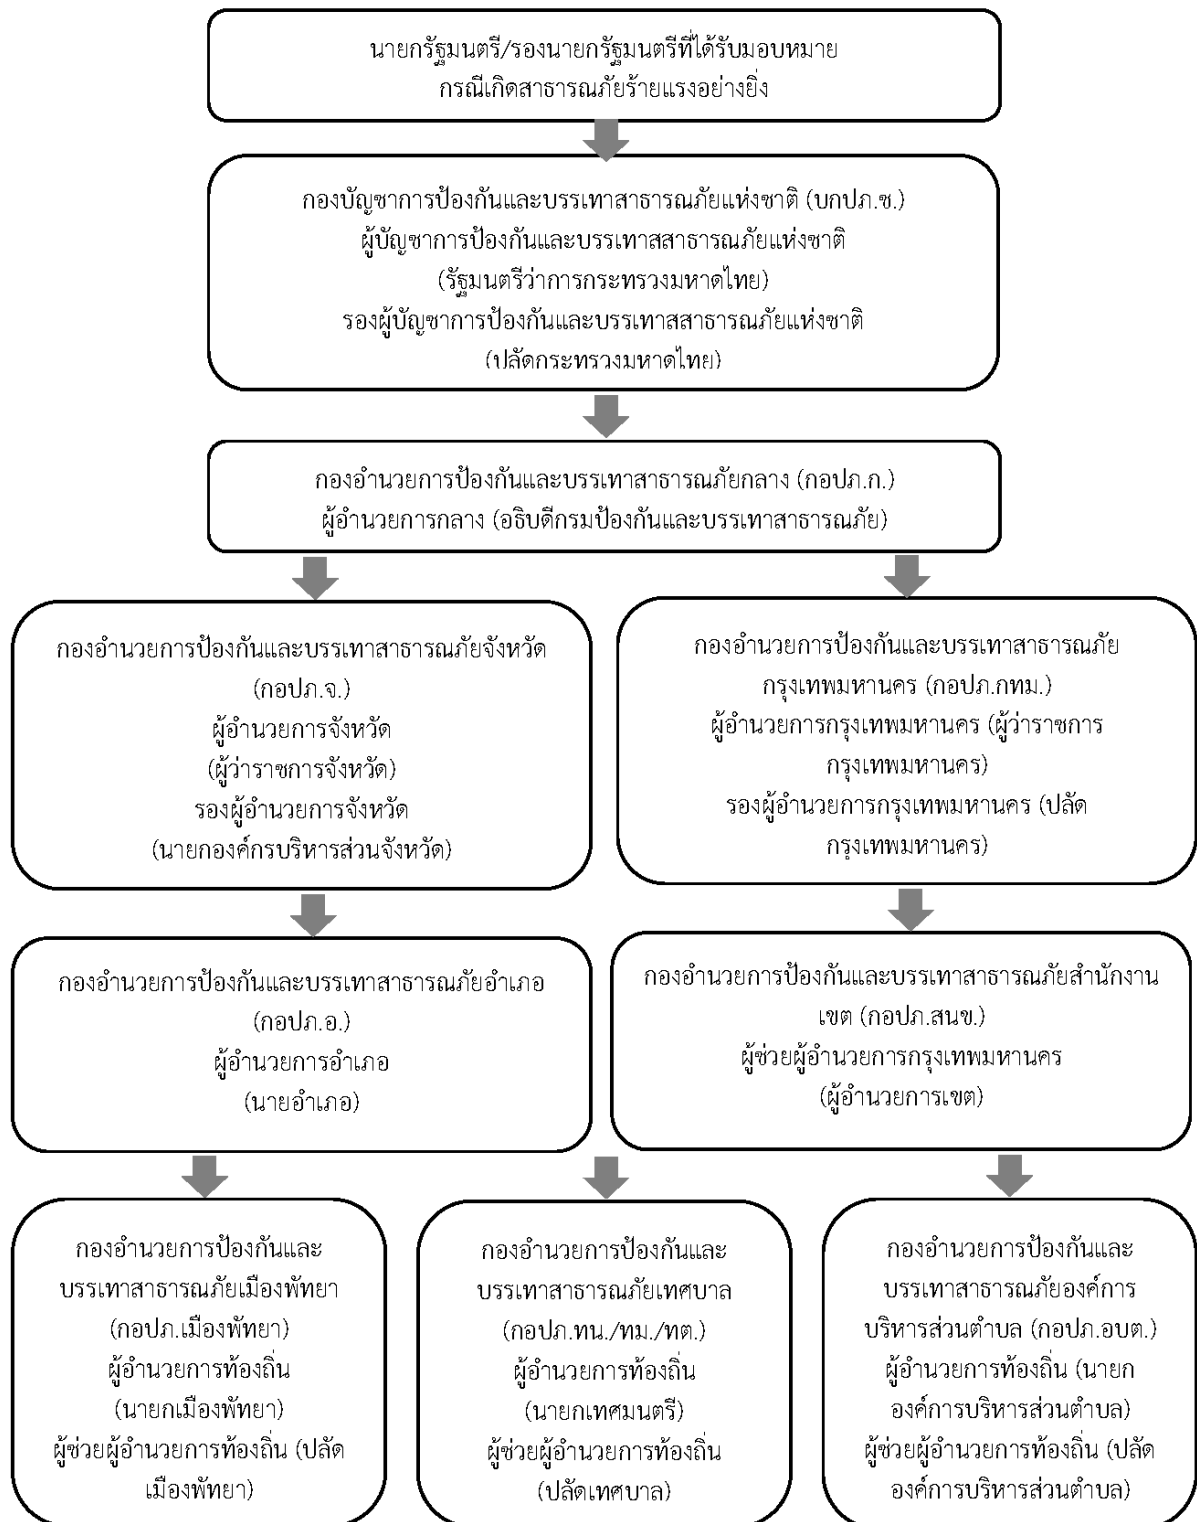 นายกรัฐมนตรี/รองนายกรัฐมนตรีที่ได้รับมอบหมาย
กรณีเกิดสาธารณภัยร้ายแรงอย่างยิ่ง
กองบัญชาการป้องกันและบรรเทาสาธารณภัยแห่งชาติ (บกปภ.ช.)
ผู้บัญชาการป้องกันและบรรเทาสสาธารณภัยแห่งชาติ
(รัฐมนตรีว่าการกระทรวงมหาดไทย)
รองผู้บัญชาการป้องกันและบรรเทาสสาธารณภัยแห่งชาติ
(ปลัดกระทรวงมหาดไทย)
กองอำนวยการป้องกันและบรรเทาสาธารณภัยกลาง (กอปภ.ก.)
ผู้อำนวยการกลาง (อธิบดีกรมป้องกันและบรรเทาสาธารณภัย)
กองอำนวยการป้องกันและบรรเทาสาธารณภัยจังหวัด
(กอปภ.จ.)
ผู้อำนวยการจังหวัด
(ผู้ว่าราชการจังหวัด)
รองผู้อำนวยการจังหวัด
(นายกองค์กรบริหารส่วนจังหวัด)
กองอำนวยการป้องกันและบรรเทาสาธารณภัย
กรุงเทพมหานคร (กอปภ.กทม.)
ผู้อำนวยการกรุงเทพมหานคร (ผู้ว่าราชการ
กรุงเทพมหานคร)
รองผู้อำนวยการกรุงเทพมหานคร (ปลัด
กรุงเทพมหานคร)
กองอำนวยการป้องกันและบรรเทาสาธารณภัยอำเภอ
(กอปภ.อ.)
ผู้อำนวยการอำเภอ
(นายอำเภอ)
กองอำนวยการป้องกันและบรรเทาสาธารณภัยสำนักงาน
เขต (กอปภ.สนข.)
ผู้ช่วยผู้อำนวยการกรุงเทพมหานคร
(ผู้อำนวยการเขต)
กองอำนวยการป้องกันและ
บรรเทาสาธารณภัยเมืองพัทยา
(กอปภ.เมืองพัทยา)
ผู้อำนวยการท้องถิ่น
(นายกเมืองพัทยา)
ผู้ช่วยผู้อำนวยการท้องถิ่น (ปลัด
เมืองพัทยา)
กองอำนวยการป้องกันและ
บรรเทาสาธารณภัยเทศบาล
(กอปภ.ทน./ทม./ทต.)
ผู้อำนวยการท้องถิ่น
(นายกเทศมนตรี)
ผู้ช่วยผู้อำนวยการท้องถิ่น
(ปลัดเทศบาล)
กองอำนวยการป้องกันและ
บรรเทาสาธารณภัยองค์การ
บริหารส่วนตำบล (กอปภ.อบต.)
ผู้อำนวยการท้องถิ่น (นายก
องค์การบริหารส่วนตำบล)
ผู้ช่วยผู้อำนวยการท้องถิ่น (ปลัด
องค์การบริหารส่วนตำบล)